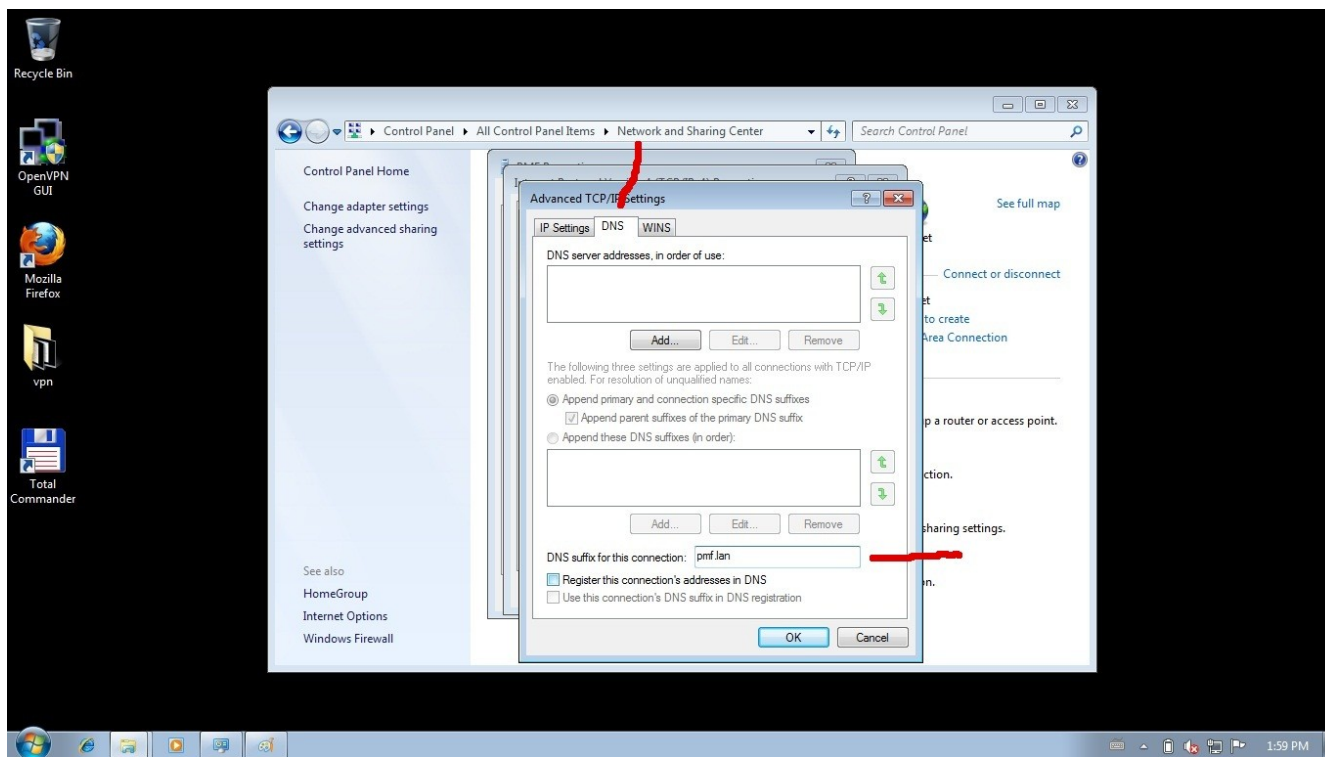 Recycle Bin
OpenVPN
GUI
Mozilla
Firefox
vpn
Total
Commander
Control Panel
All Control Panel Items
Network and Sharing Center
Search Control Panel
Control Panel Home
Change adapter settings
Change advanced sharing
settings
See also
HomeGroup
Internet Options
Windows Firewall
Advanced TCP/IP Settings
IP Settings
DNS
WINS
DNS server addresses, in order of use:
Add...
Edit...
Remove
The following three settings are applied to all connections with TCP/IP
enabled. For resolution of unqualified names:
Append primary and connection specific DNS suffixes
Append parent suffixes of the primary DNS suffix
Append these DNS suffixes (in order):
Add...
Edit...
Remove
DNS suffix for this connection:
pmf.lan
Register this connection's addresses in DNS
Use this connection's DNS suffix in DNS registration
OK
Cancel
See full map
et
Connect or disconnect
et
to create
Area Connection
p a router or access point.
ction.
sharing settings.
on.
1:59 PM